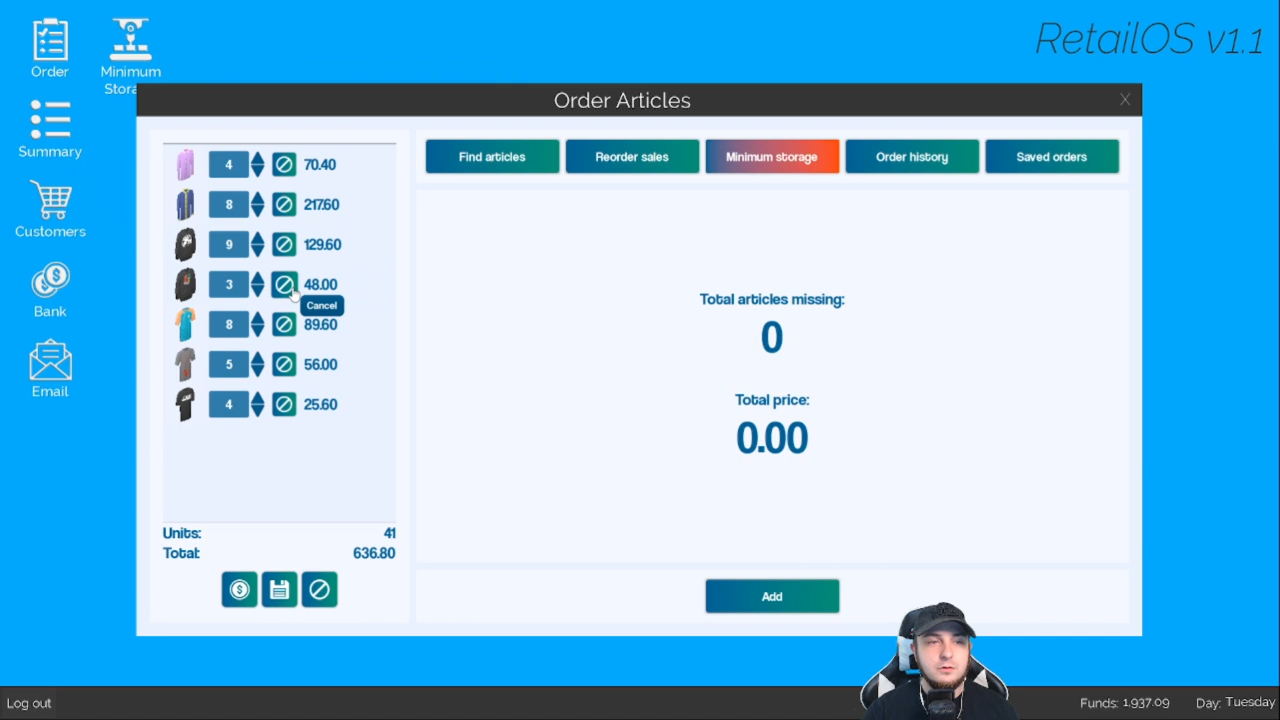 RetailOS v1.1
Order
Minimum
Stora
Summary
Customers
Bank
Email
Order Articles
X
Find articles
Reorder sales
Minimum storage
Order history
Saved orders
4 70.40
8 217.60
9 129.60
3 48.00
Cancel
8 89.60
5 56.00
4 25.60
Units: 41
Total: 636.80
Total articles missing:
0
Total price:
0.00
Add
Log out
Funds: 1,937.09
Day: Tuesday